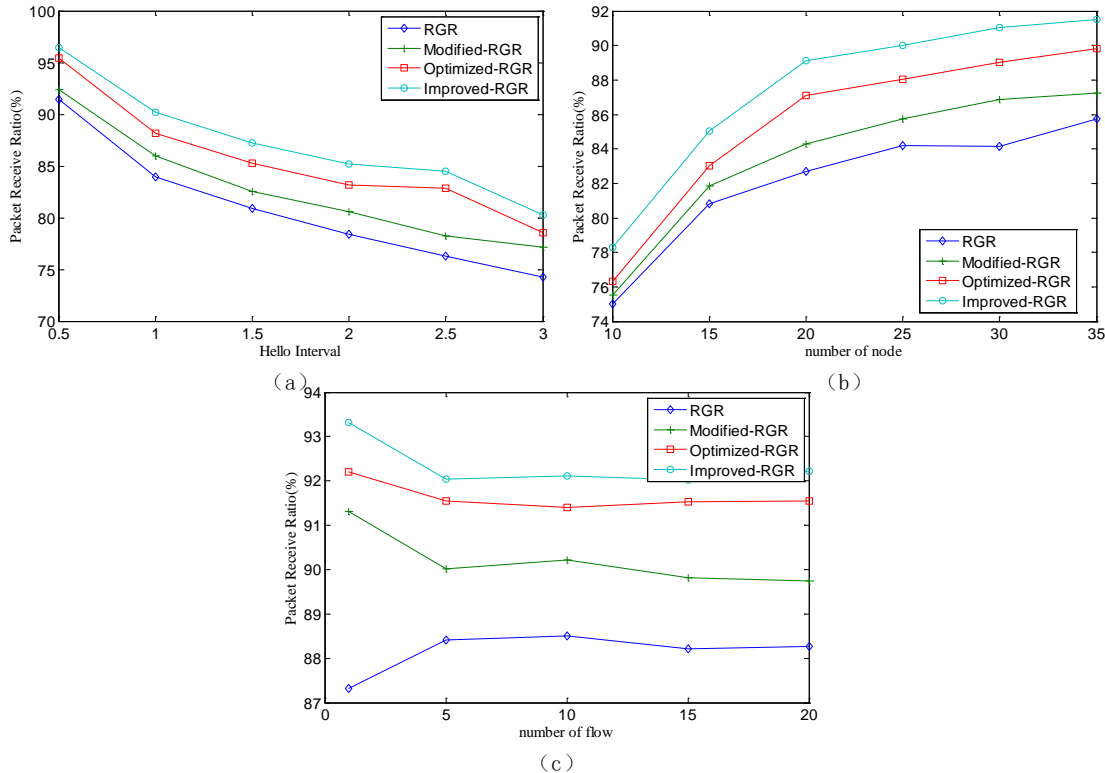 100
95
90
85
80
75
70
0.5
1
1.5
2
2.5
3
Packet Receive Ratio(%)
Hello Interval
RGR
Modified-RGR
Optimized-RGR
Improved-RGR
(a)
92
90
88
86
84
82
80
78
76
74
10
15
20
25
30
35
Packet Receive Ratio(%)
number of node
RGR
Modified-RGR
Optimized-RGR
Improved-RGR
(b)
94
93
92
91
90
89
88
87
0
5
10
15
20
Packet Receive Ratio(%)
number of flow
RGR
Modified-RGR
Optimized-RGR
Improved-RGR
(c)